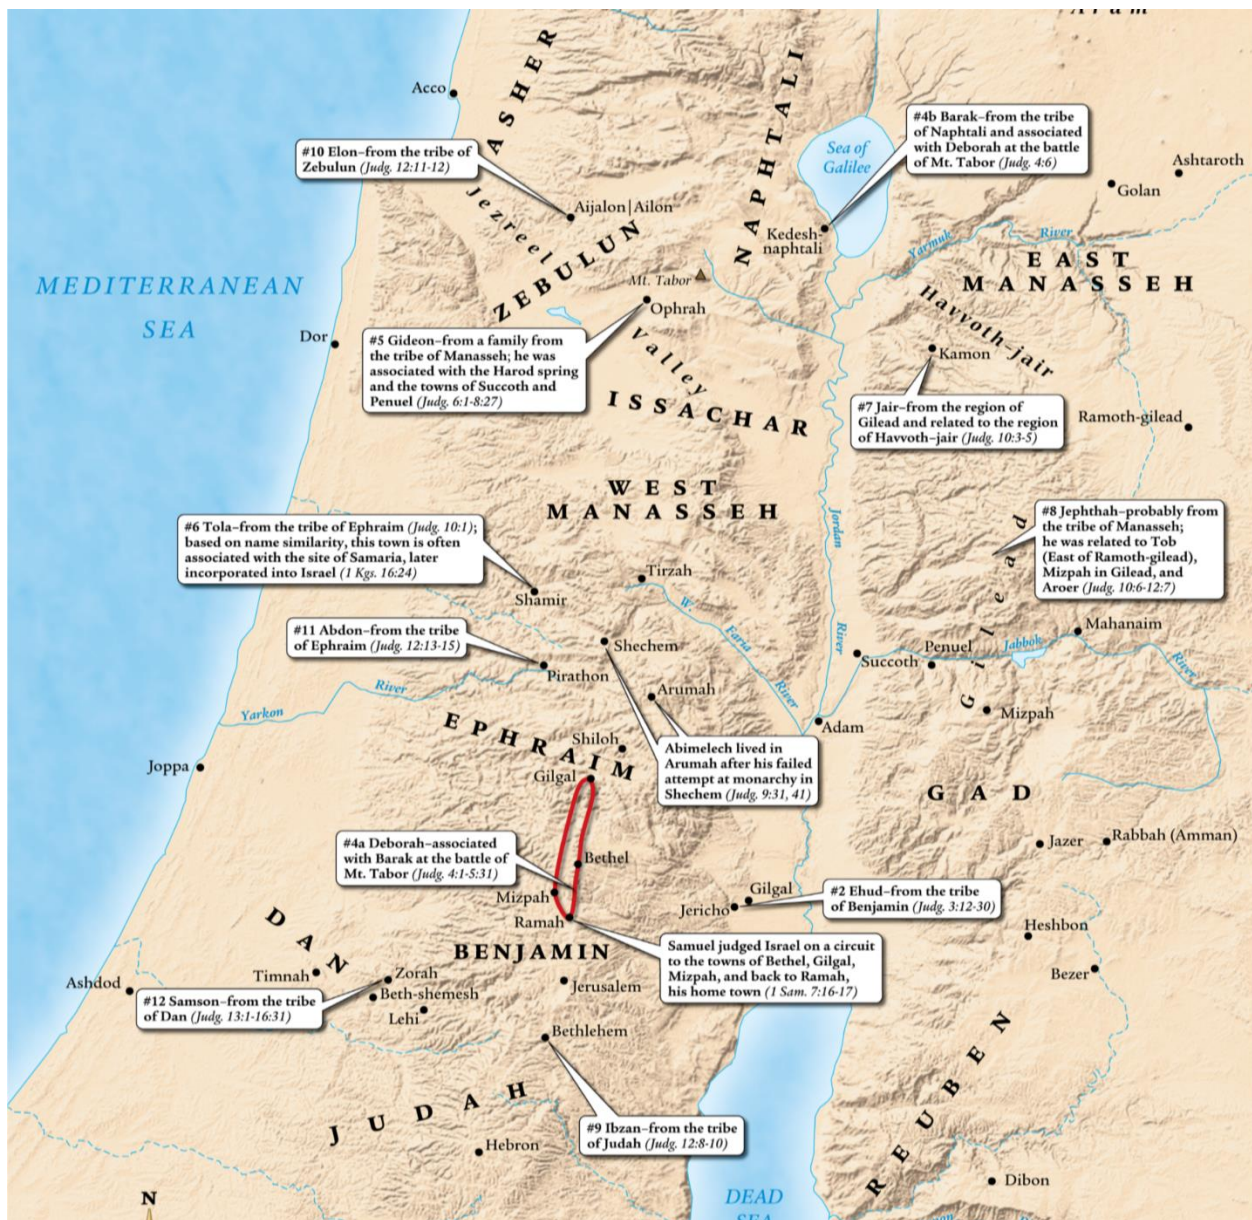 Aram
Acco
ASHER
NAPHTALI
#4b Barak–from the tribe
of Naphtali and associated
with Deborah at the battle
of Mt. Tabor (Judg. 4:6)
#10 Elon–from the tribe of
Zebulun (Judg. 12:11-12)
Sea of
Galilee
Ashtaroth
Golan
Aijalon|Ailon
Jezreel
Kedesh-
naphtali
Yarmuk
River
ZEBULUN
EAST
MANASSEH
MEDITERRANEAN
SEA
Mt. Tabor
Ophrah
Havvoth-jair
Dor
#5 Gideon–from a family from
the tribe of Manasseh; he was
associated with the Harod spring
and the towns of Succoth and
Penuel (Judg. 6:1-8:27)
Valley
Kamon
ISSACHAR
#7 Jair–from the region of
Gilead and related to the region
of Havvoth–jair (Judg. 10:3-5)
Ramoth-gilead
WEST
MANASSEH
#6 Tola–from the tribe of Ephraim (Judg. 10:1);
based on name similarity, this town is often
associated with the site of Samaria, later
incorporated into Israel (1 Kgs. 16:24)
Jordan
River
Gilead
#8 Jephthah–probably from
the tribe of Manasseh;
he was related to Tob
(East of Ramoth-gilead),
Mizpah in Gilead, and
Aroer (Judg. 10:6-12:7)
Tirzah
Shamir
W.
Faria
River
#11 Abdon–from the tribe
of Ephraim (Judg. 12:13-15)
Shechem
Mahanaim
Penuel
Jabbok
River
Succoth
Pirathon
Yarkon
River
Arumah
Mizpah
Adam
EPHRAIM
Shiloh
Abimelech lived in
Arumah after his failed
attempt at monarchy in
Shechem (Judg. 9:31, 41)
Joppa
Gilgal
GAD
#4a Deborah–associated
with Barak at the battle of
Mt. Tabor (Judg. 4:1-5:31)
Jazer
Rabbah (Amman)
Bethel
Mizpah
Ramah
Gilgal
Jericho
#2 Ehud–from the tribe
of Benjamin (Judg. 3:12-30)
DAN
BENJAMIN
Samuel judged Israel on a circuit
to the towns of Bethel, Gilgal,
Mizpah, and back to Ramah,
his home town (1 Sam. 7:16-17)
Heshbon
Bezer
Timnah
Zorah
Ashdod
Beth-shemesh
Jerusalem
#12 Samson–from the tribe
of Dan (Judg. 13:1-16:31)
Lehi
Bethlehem
REUBEN
JUDAH
#9 Ibzan–from the tribe
of Judah (Judg. 12:8-10)
Hebron
Dibon
N
DEAD
SEA